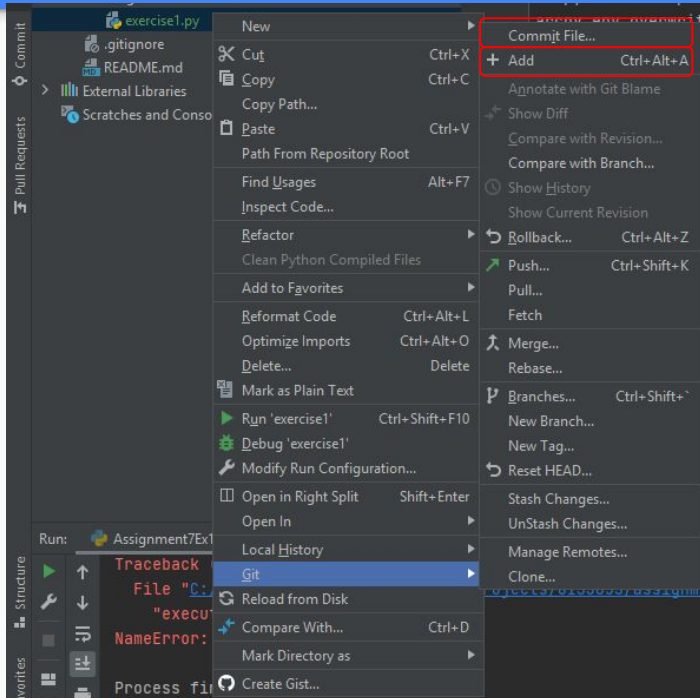 Commit
Pull Requests
Structure
exercise1.py
.gitignore
README.md
External Libraries
Scratches and Conso
New
Cut Ctrl+X
Copy Ctrl+C
Copy Path...
Paste Ctrl+V
Path From Repository Root
Find Usages Alt+F7
Inspect Code...
Refactor
Clean Python Compiled Files
Add to Favorites
Reformat Code Ctrl+Alt+L
Optimize Imports Ctrl+Alt+O
Delete... Delete
Mark as Plain Text
Run 'exercise1' Ctrl+Shift+F10
Debug 'exercise1'
Modify Run Configuration...
Open in Right Split Shift+Enter
Open In
Local History
Git
Reload from Disk
Compare With... Ctrl+D
Mark Directory as
Create Gist...
Commit File...
Add Ctrl+Alt+A
Annotate with Git Blame
Show Diff
Compare with Revision...
Compare with Branch...
Show History
Show Current Revision
Rollback... Ctrl+Alt+Z
Push... Ctrl+Shift+K
Pull...
Fetch
Merge...
Rebase...
Branches... Ctrl+Shift+`
New Branch...
New Tag...
Reset HEAD...
Stash Changes...
UnStash Changes...
Manage Remotes...
Clone...
Run: Assignment7Ex1
Traceback
File "C:
"execu
NameError:
Process fi